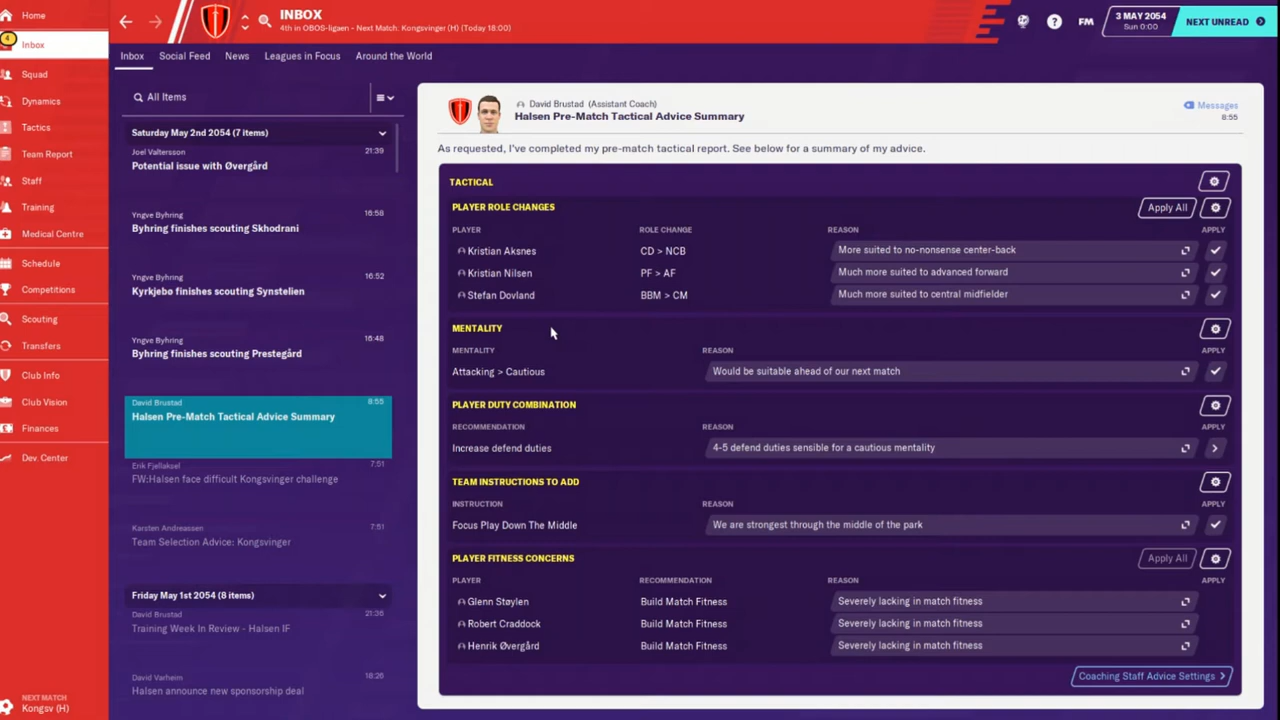 Home
4
Inbox
Squad
Dynamics
Tactics
Team Report
Staff
Training
Medical Centre
Schedule
Competitions
Scouting
Transfers
Club Info
Club Vision
Finances
Dev. Center
NEXT MATCH
Kongsv (H)
INBOX
4th in OBOS-ligaen - Next Match: Kongsvinger (H) (Today 18:00)
?
FM
3 MAY 2054
Sun 0:00
NEXT UNREAD
Inbox Social Feed News Leagues in Focus Around the World
All Items
Saturday May 2nd 2054 (7 items)
Joel Valtersson 21:39
Potential issue with Øvergård
Yngve Byhring 16:58
Byhring finishes scouting Skhodrani
Yngve Byhring 16:52
Kyrkjebø finishes scouting Synstelien
Yngve Byhring 16:48
Byhring finishes scouting Prestegård
David Brustad 8:55
Halsen Pre-Match Tactical Advice Summary
Erik Fjellaksel 7:51
FW:Halsen face difficult Kongsvinger challenge
Karsten Andreassen 7:51
Team Selection Advice: Kongsvinger
Friday May 1st 2054 (8 items)
David Brustad 21:36
Training Week In Review - Halsen IF
David Varheim 18:26
Halsen announce new sponsorship deal
David Brustad (Assistant Coach)
Halsen Pre-Match Tactical Advice Summary
Messages
8:55
As requested, I've completed my pre-match tactical report. See below for a summary of my advice.
TACTICAL
PLAYER ROLE CHANGES Apply All
PLAYER ROLE CHANGE REASON APPLY
Kristian Aksnes CD > NCB More suited to no-nonsense center-back
Kristian Nilsen PF > AF Much more suited to advanced forward
Stefan Dovland BBM > CM Much more suited to central midfielder
MENTALITY
MENTALITY REASON APPLY
Attacking > Cautious Would be suitable ahead of our next match
PLAYER DUTY COMBINATION
RECOMMENDATION REASON APPLY
Increase defend duties 4-5 defend duties sensible for a cautious mentality
TEAM INSTRUCTIONS TO ADD
INSTRUCTION REASON APPLY
Focus Play Down The Middle We are strongest through the middle of the park
PLAYER FITNESS CONCERNS Apply All
PLAYER RECOMMENDATION REASON APPLY
Glenn Støylen Build Match Fitness Severely lacking in match fitness
Robert Craddock Build Match Fitness Severely lacking in match fitness
Henrik Øvergård Build Match Fitness Severely lacking in match fitness
Coaching Staff Advice Settings